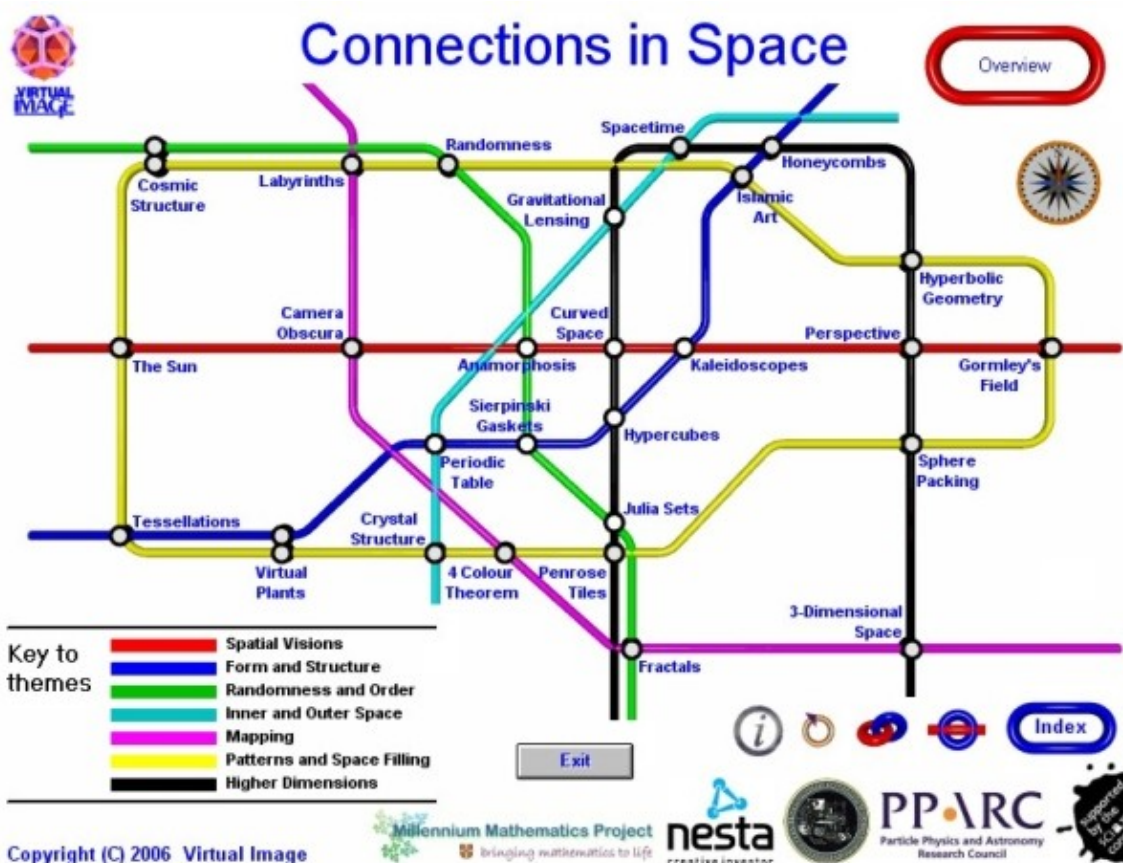 Connections in Space
VIRTUAL
IMAGE
Overview
Spacetime
Randomness
Honeycombs
Cosmic
Structure
Labyrinths
Gravitational
Lensing
Islamic
Art
Hyperbolic
Geometry
Camera
Obscura
Curved
Space
Perspective
The Sun
Anamorphosis
Kaleidoscopes
Gormley's
Field
Sierpinski
Gaskets
Hypercubes
Periodic
Table
Sphere
Packing
Tessellations
Crystal
Structure
Julia Sets
Virtual
Plants
4 Colour
Theorem
Penrose
Tiles
3-Dimensional
Space
Fractals
Key to
themes
Spatial Visions
Form and Structure
Randomness and Order
Inner and Outer Space
Mapping
Patterns and Space Filling
Higher Dimensions
i
Index
Exit
Millennium Mathematics Project
bringing mathematics to life
nesta
creative investor
PPARC
Particle Physics and Astronomy
Research Council
supported
by the
Copyright (C) 2006 Virtual Image